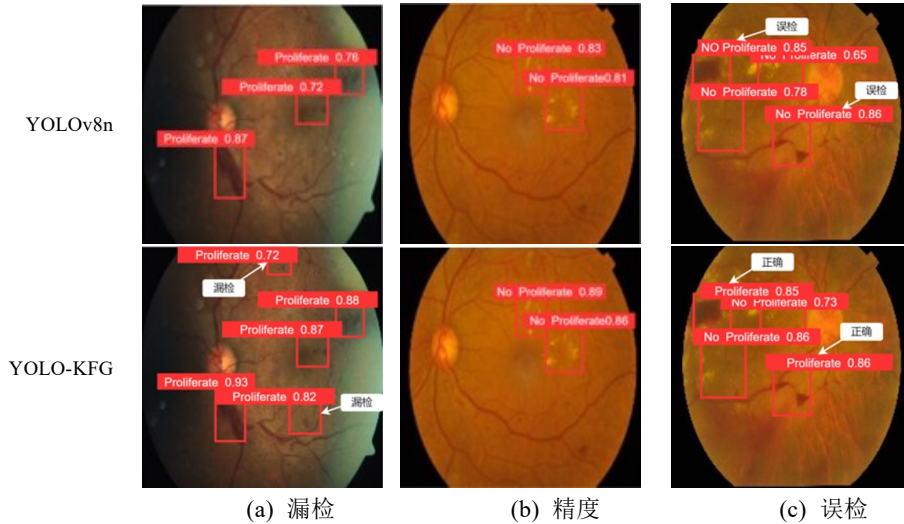 误检
NO Proliferate 0.85
No Proliferate 0.65
No Proliferate 0.78
误检
No Proliferate 0.86
Proliferate 0.76
Proliferate 0.72
Proliferate 0.87
No Proliferate 0.83
No Proliferate0.81
YOLOv8n
Proliferate 0.72
漏检
Proliferate 0.88
Proliferate 0.87
Proliferate 0.93
Proliferate 0.82
漏检
No Proliferate 0.89
No Proliferate0.86
正确
Proliferate 0.85
No Proliferate 0.73
正确
No Proliferate 0.86
Proliferate 0.86
YOLO-KFG
(a) 漏检
(b) 精度
(c) 误检